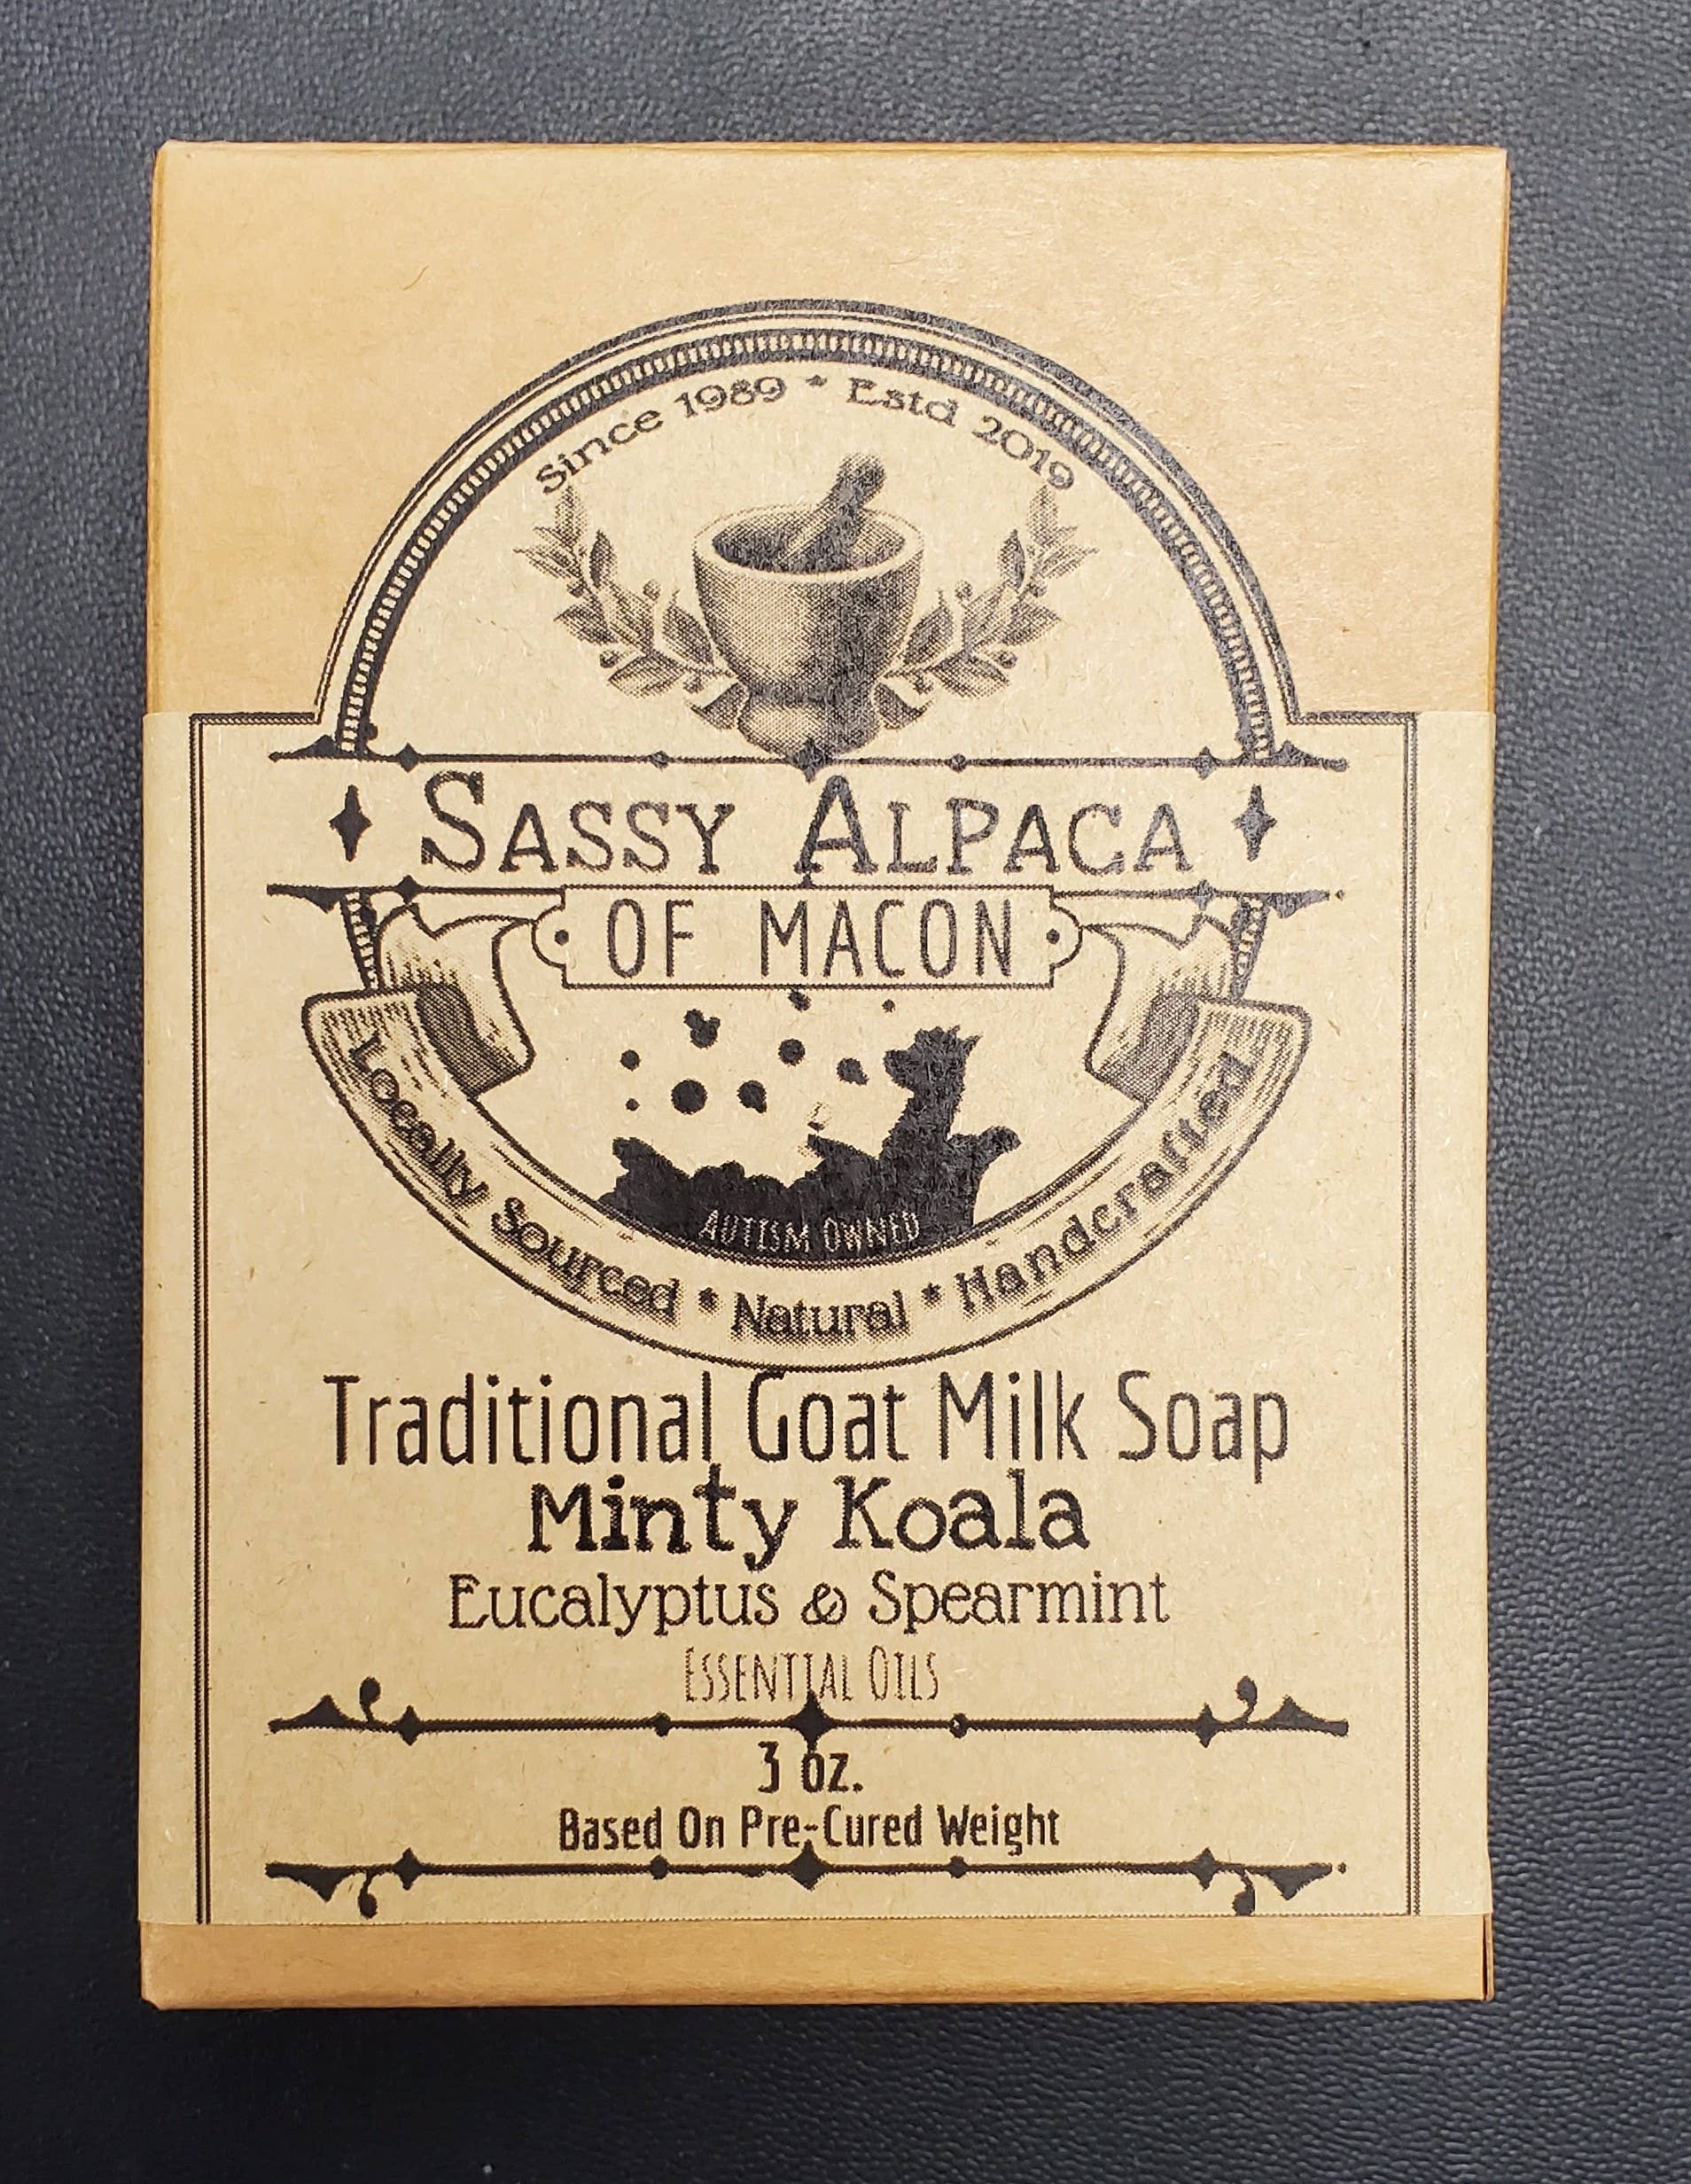 Since 1989 * Estd 2019
SASSY ALPACA
OF MACON
AUTISM OWNED
Locally Sourced * Natural * Handcrafted
Traditional Goat Milk Soap
Minty Koala
Eucalyptus & Spearmint
ESSENTIAL OILS
3 oz.
Based On Pre-Cured Weight